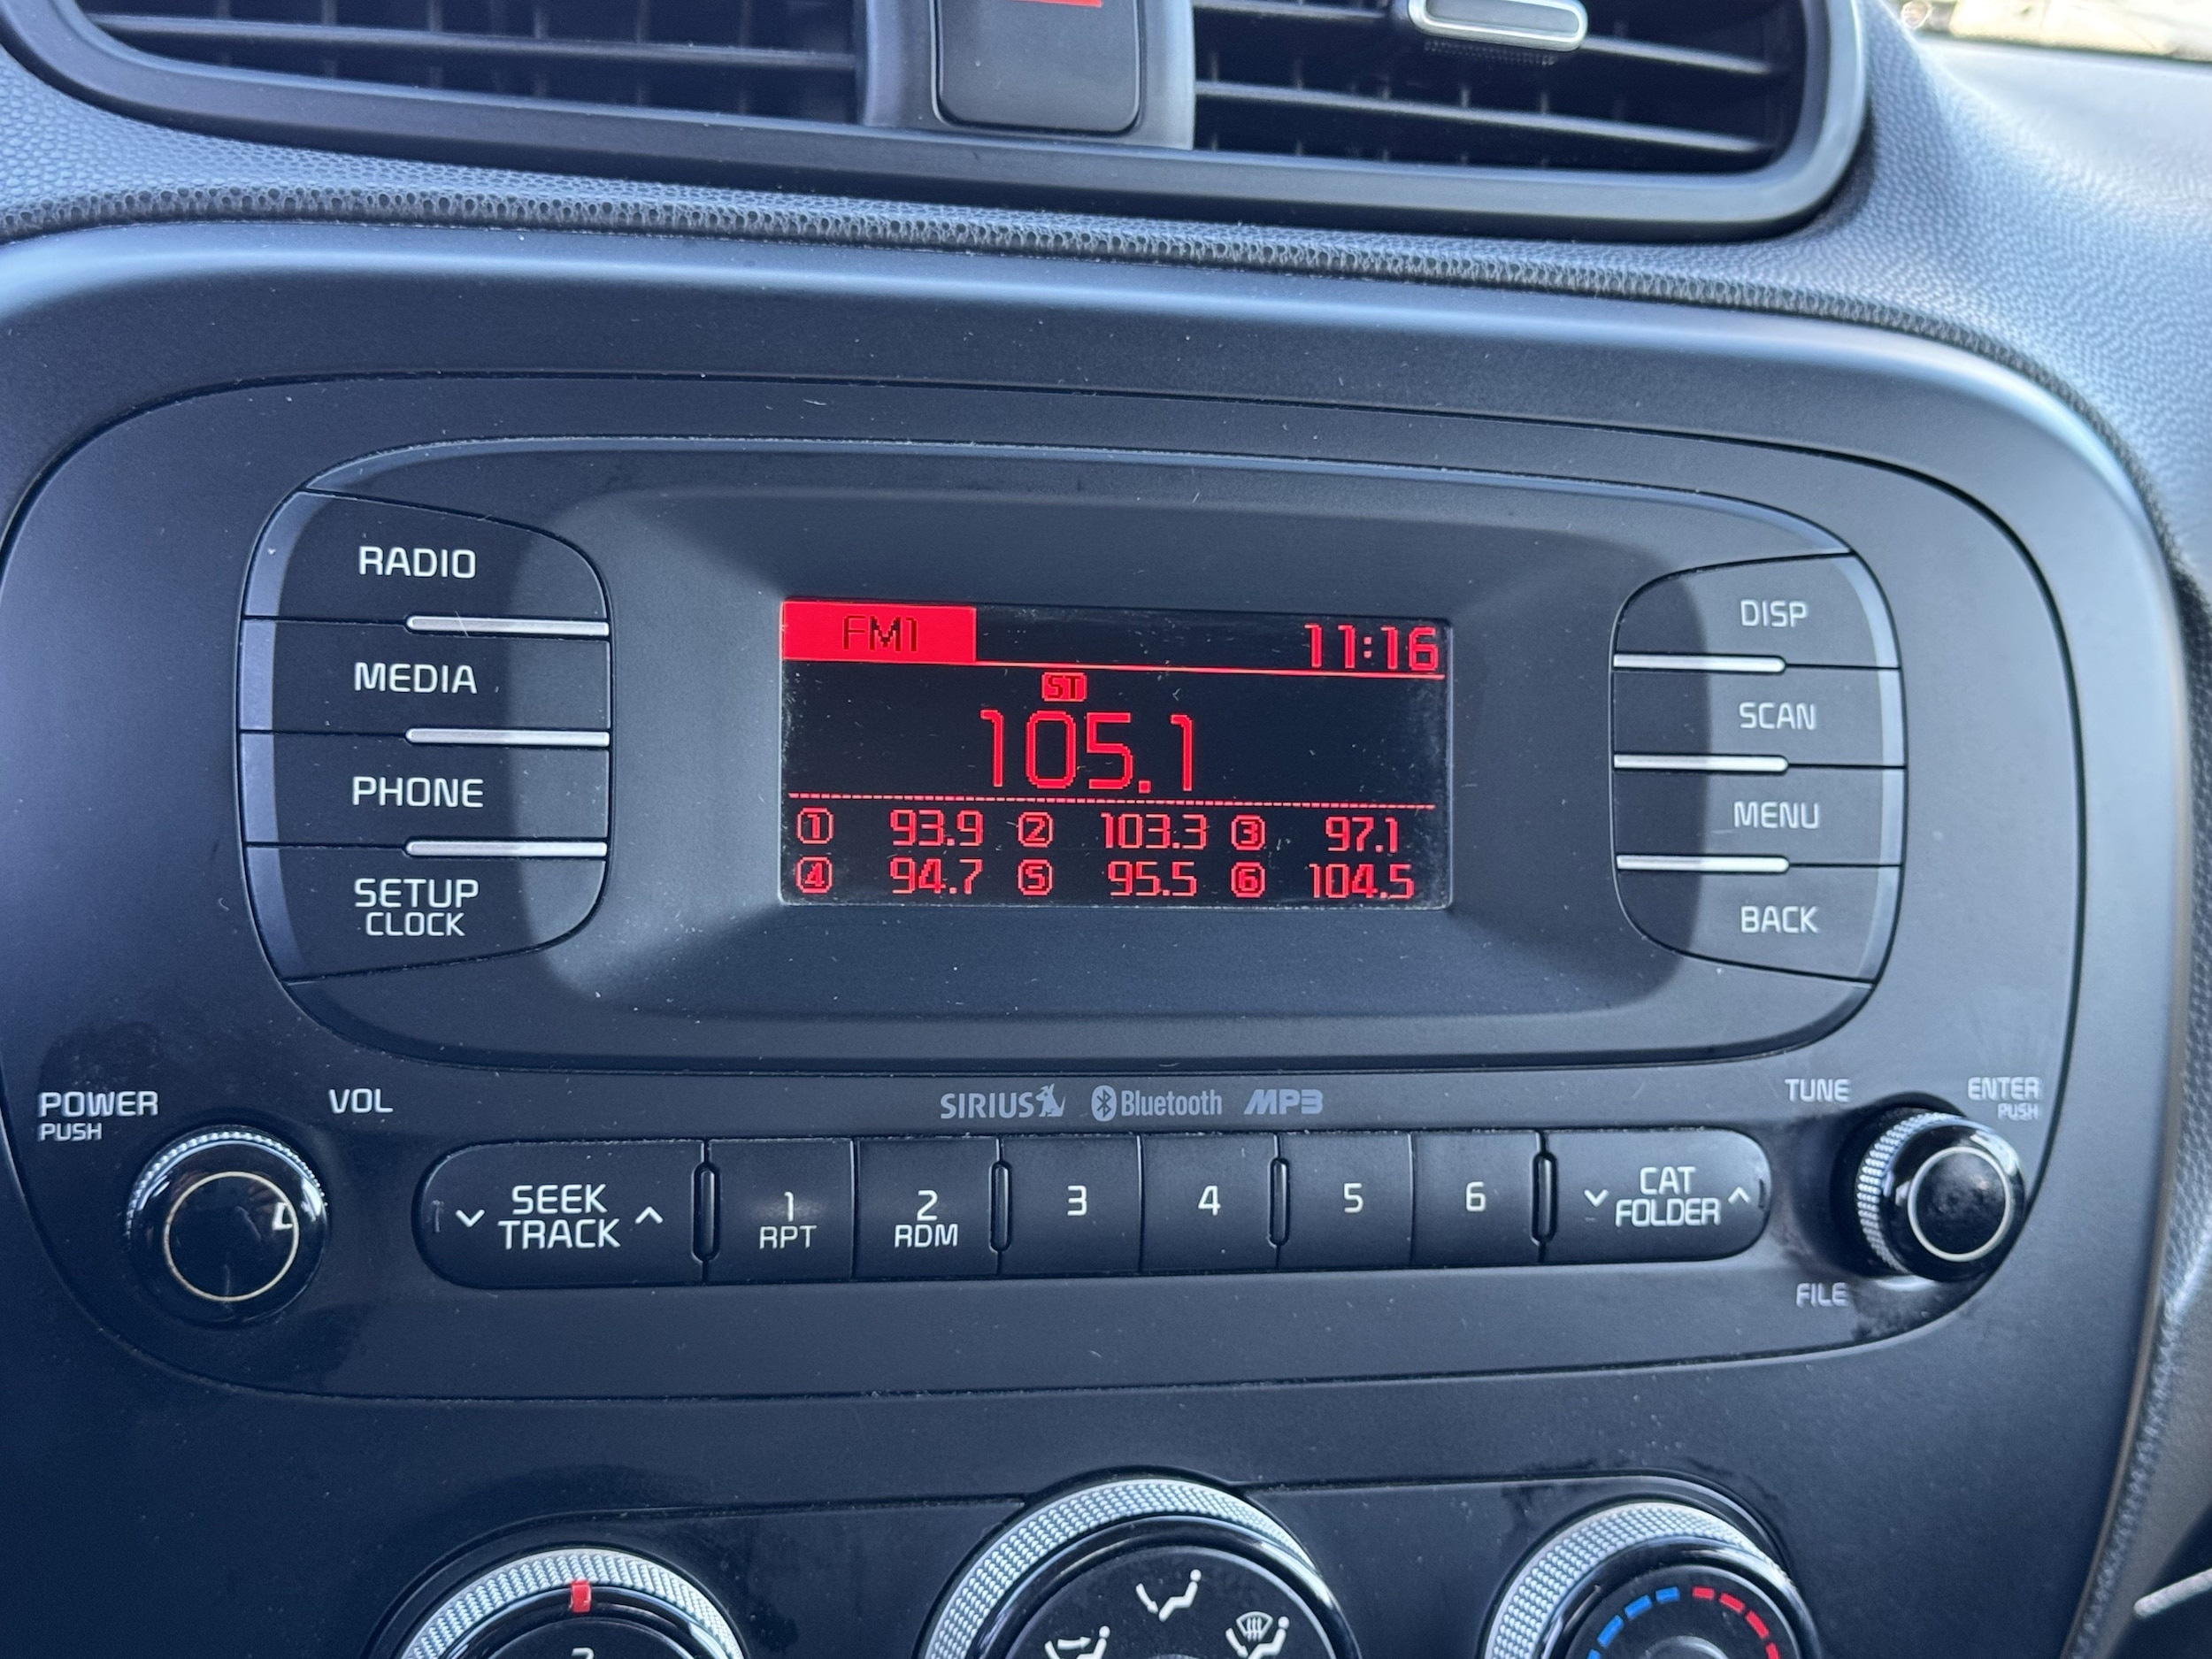 RADIO
MEDIA
PHONE
SETUP
CLOCK
FM1 11:16
ST
105.1
1 93.9 2 103.3 3 97.1
4 94.7 5 95.5 6 104.5
DISP
SCAN
MENU
BACK
POWER
PUSH
VOL
SIRIUS Bluetooth MP3
TUNE
ENTER
PUSH
SEEK
TRACK
1
RPT
2
RDM
3
4
5
6
CAT
FOLDER
FILE